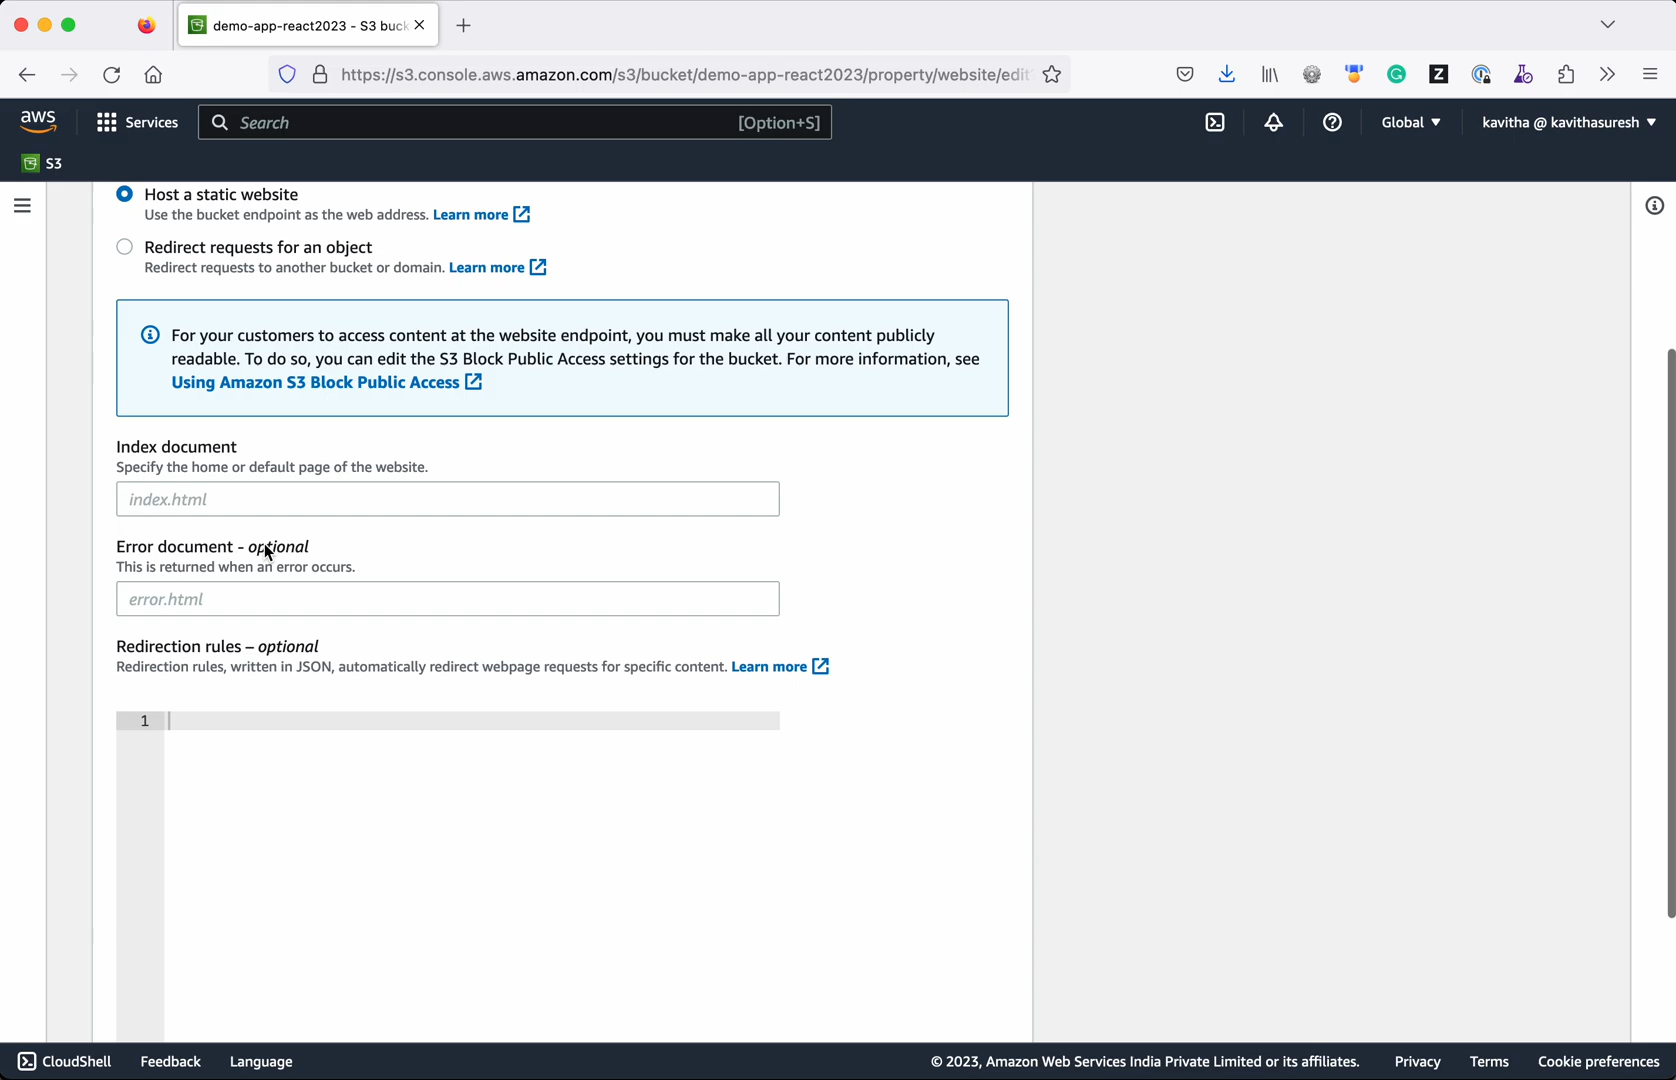 demo-app-react2023 - S3 buck
https://s3.console.aws.amazon.com/s3/bucket/demo-app-react2023/property/website/edit
Z
aws
Services
Search
[Option+S]
Global
kavitha @ kavithasuresh
S3
Host a static website
Use the bucket endpoint as the web address. Learn more
Redirect requests for an object
Redirect requests to another bucket or domain. Learn more
For your customers to access content at the website endpoint, you must make all your content publicly
readable. To do so, you can edit the S3 Block Public Access settings for the bucket. For more information, see
Using Amazon S3 Block Public Access
Index document
Specify the home or default page of the website.
index.html
Error document - optional
This is returned when an error occurs.
error.html
Redirection rules – optional
Redirection rules, written in JSON, automatically redirect webpage requests for specific content. Learn more
1
CloudShell
Feedback
Language
© 2023, Amazon Web Services India Private Limited or its affiliates.
Privacy
Terms
Cookie preferences